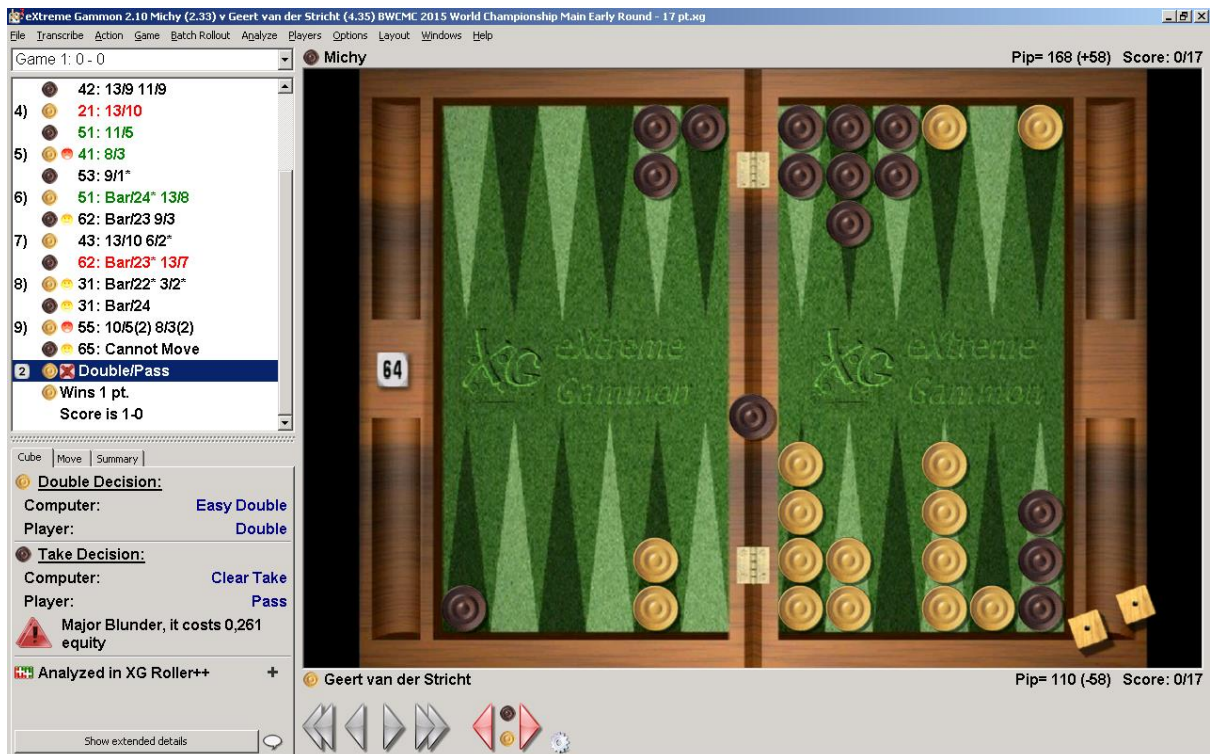 eXtreme Gammon 2.10 Michy (2.33) v Geert van der Stricht (4.35) BWCMC 2015 World Championship Main Early Round - 17 pt.xg
File Transcribe Action Game Batch Rollout Analyze Players Options Layout Windows Help
Game 1: 0 - 0
42: 13/9 11/9
4) 21: 13/10
51: 11/5
5) 41: 8/3
53: 9/1*
6) 51: Bar/24* 13/8
62: Bar/23 9/3
7) 43: 13/10 6/2*
62: Bar/23* 13/7
8) 31: Bar/22* 3/2*
31: Bar/24
9) 55: 10/5(2) 8/3(2)
65: Cannot Move
2 Double/Pass
Wins 1 pt.
Score is 1-0
Cube Move Summary
Double Decision:
Computer: Easy Double
Player: Double
Take Decision:
Computer: Clear Take
Player: Pass
Major Blunder, it costs 0,261
equity
Analyzed in XG Roller++ +
Show extended details
Michy Pip= 168 (+58) Score: 0/17
64
XG eXtreme Gammon
XG eXtreme Gammon
Geert van der Stricht Pip= 110 (-58) Score: 0/17